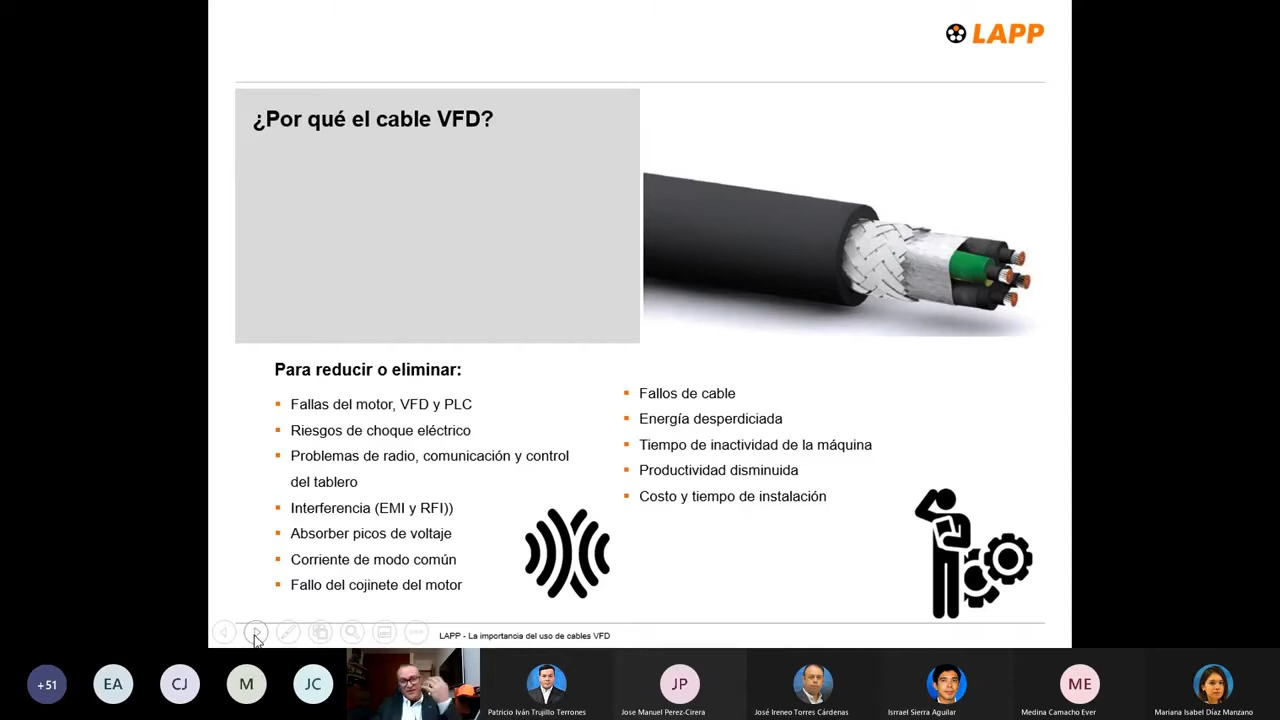 LAPP
¿Por qué el cable VFD?
Para reducir o eliminar:
Fallas del motor, VFD y PLC
Riesgos de choque eléctrico
Problemas de radio, comunicación y control
del tablero
Interferencia (EMI y RFI))
Absorber picos de voltaje
Corriente de modo común
Fallo del cojinete del motor
Fallos de cable
Energía desperdiciada
Tiempo de inactividad de la máquina
Productividad disminuida
Costo y tiempo de instalación
LAPP - La importancia del uso de cables VFD
+51
EA
CJ
M
JC
Patricio Iván Trujillo Terrones
JP
Jose Manuel Perez-Cirera
José Ireneo Torres Cárdenas
Isrrael Sierra Aguilar
ME
Medina Camacho Ever
Mariana Isabel Díaz Manzano